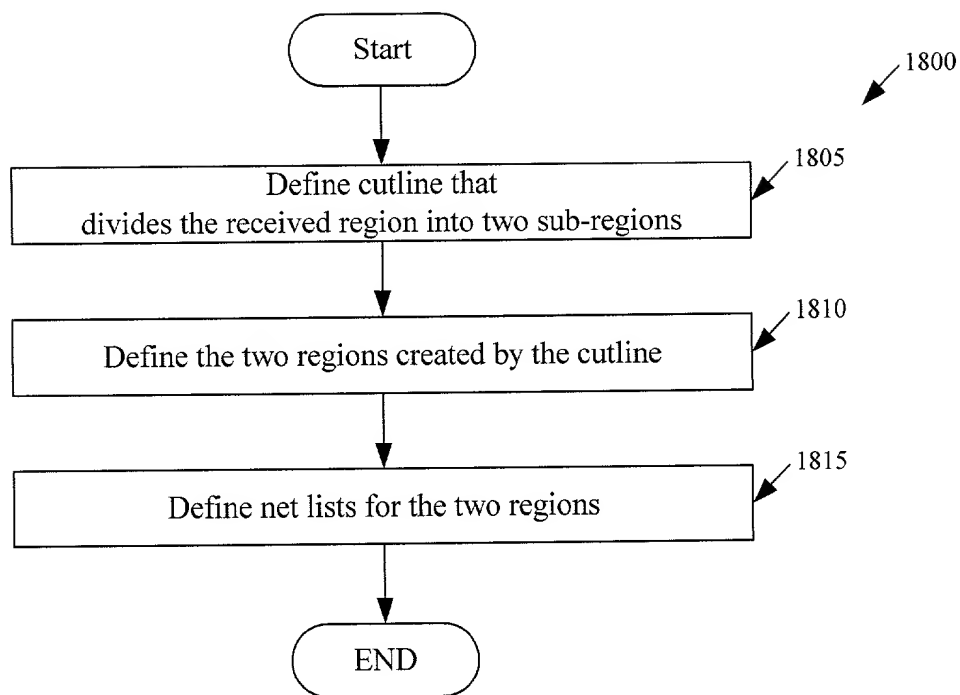 Start
1800
1805
Define cutline that
divides the received region into two sub-regions
1810
Define the two regions created by the cutline
1815
Define net lists for the two regions
END